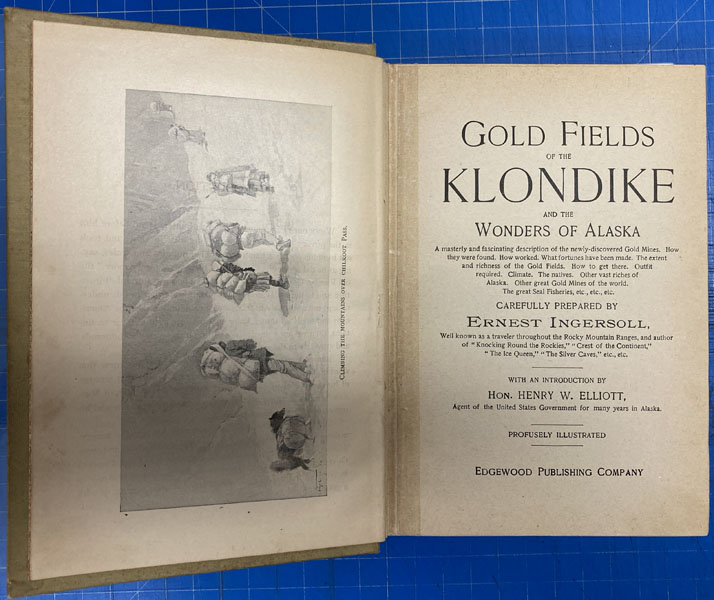 CLIMBING THE MOUNTAINS OVER CHILKOOT PASS.
GOLD FIELDS
OF THE
KLONDIKE
AND THE
WONDERS OF ALASKA
A masterly and fascinating description of the newly-discovered Gold Mines. How
they were found. How worked. What fortunes have been made. The extent
and richness of the Gold Fields. How to get there. Outfit
required. Climate. The natives. Other vast riches of
Alaska. Other great Gold Mines of the world.
The great Seal Fisheries, etc., etc., etc.
CAREFULLY PREPARED BY
ERNEST INGERSOLL,
Well known as a traveler throughout the Rocky Mountain Ranges, and author
of "Knocking Round the Rockies," "Crest of the Continent,"
"The Ice Queen," "The Silver Caves," etc., etc.
WITH AN INTRODUCTION BY
HON. HENRY W. ELLIOTT,
Agent of the United States Government for many years in Alaska.
PROFUSELY ILLUSTRATED
EDGEWOOD PUBLISHING COMPANY